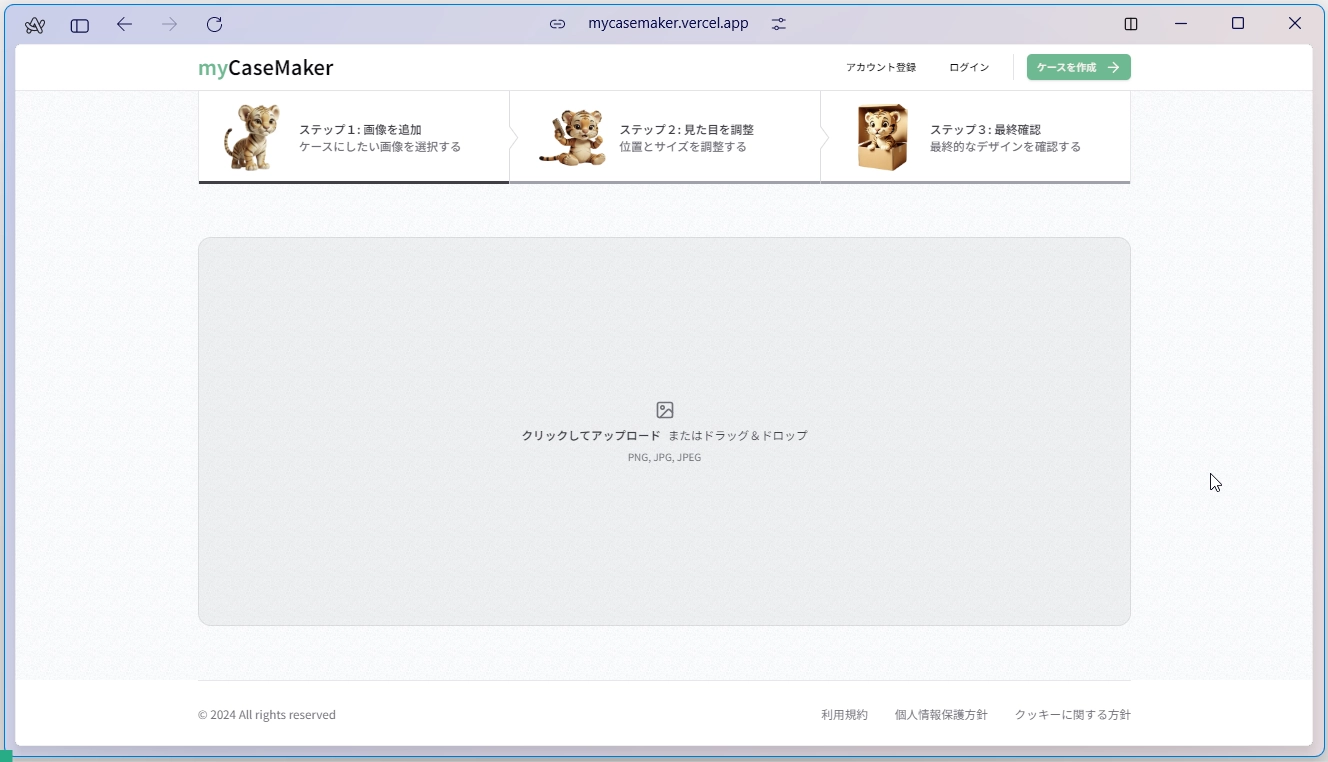 mycasemaker.vercel.app
myCaseMaker
アカウント登録
ログイン
ケースを作成
ステップ1: 画像を追加
ケースにしたい画像を選択する
ステップ2: 見た目を調整
位置とサイズを調整する
ステップ3: 最終確認
最終的なデザインを確認する
クリックしてアップロード またはドラッグ＆ドロップ
PNG, JPG, JPEG
© 2024 All rights reserved
利用規約
個人情報保護方針
クッキーに関する方針